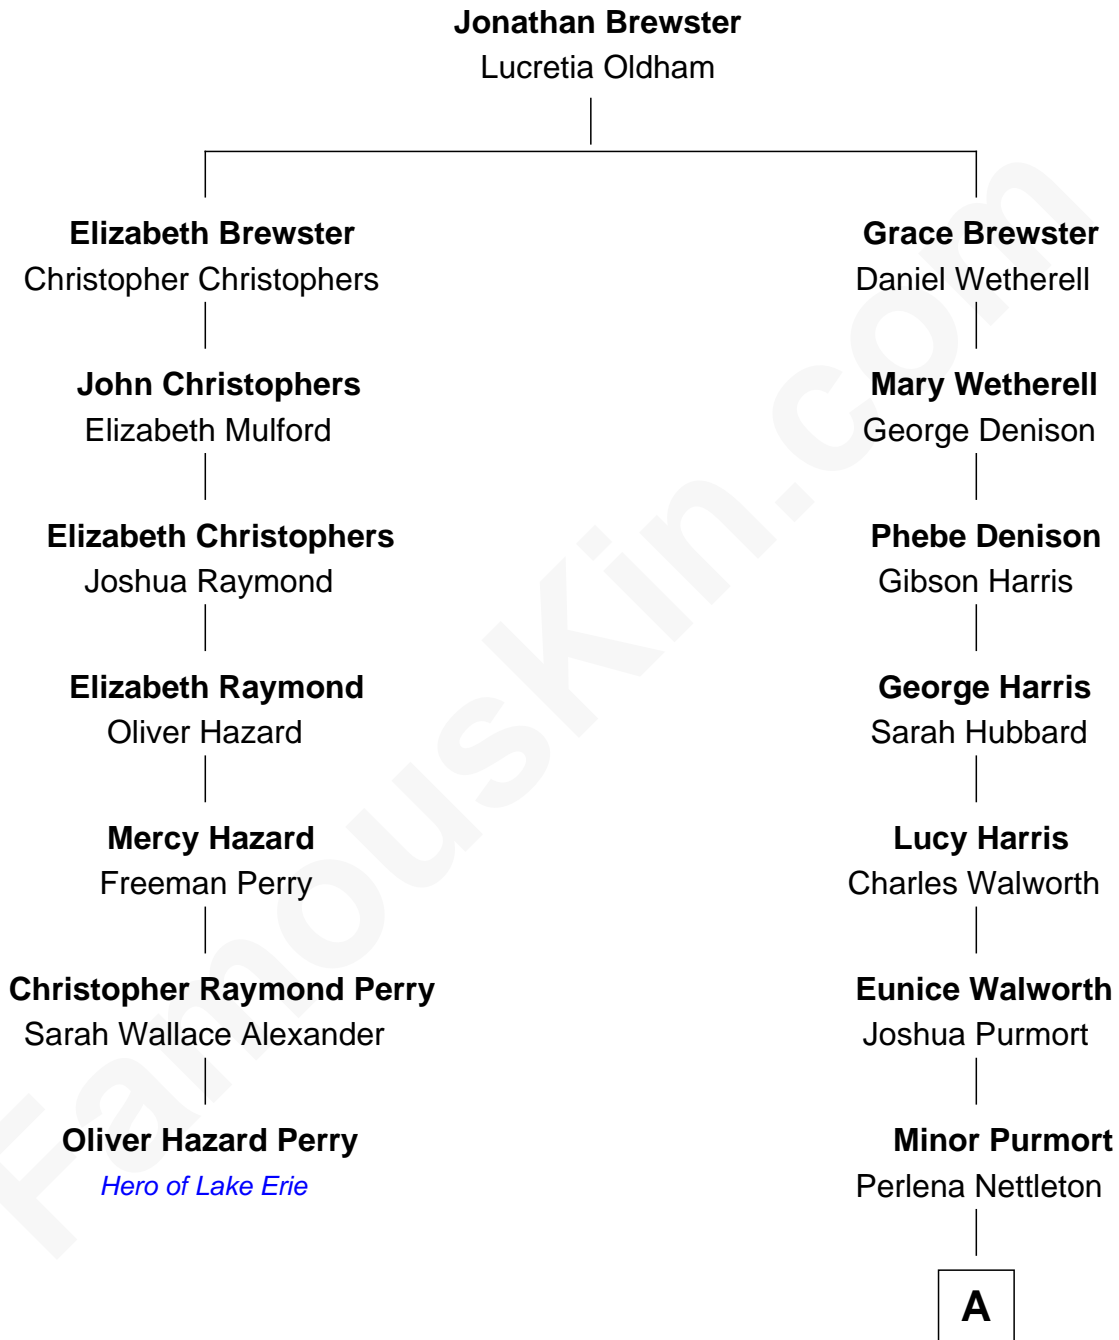 Jonathan Brewster
Lucretia Oldham
Elizabeth Brewster
Christopher Christophers
Grace Brewster
Daniel Wetherell
John Christophers
Elizabeth Mulford
Mary Wetherell
George Denison
Elizabeth Christophers
Joshua Raymond
Phebe Denison
Gibson Harris
Elizabeth Raymond
Oliver Hazard
George Harris
Sarah Hubbard
Mercy Hazard
Freeman Perry
Lucy Harris
Charles Walworth
Christopher Raymond Perry
Sarah Wallace Alexander
Eunice Walworth
Joshua Purmort
Oliver Hazard Perry
Hero of Lake Erie
Minor Purmort
Perlena Nettleton
A
FamousKin.com